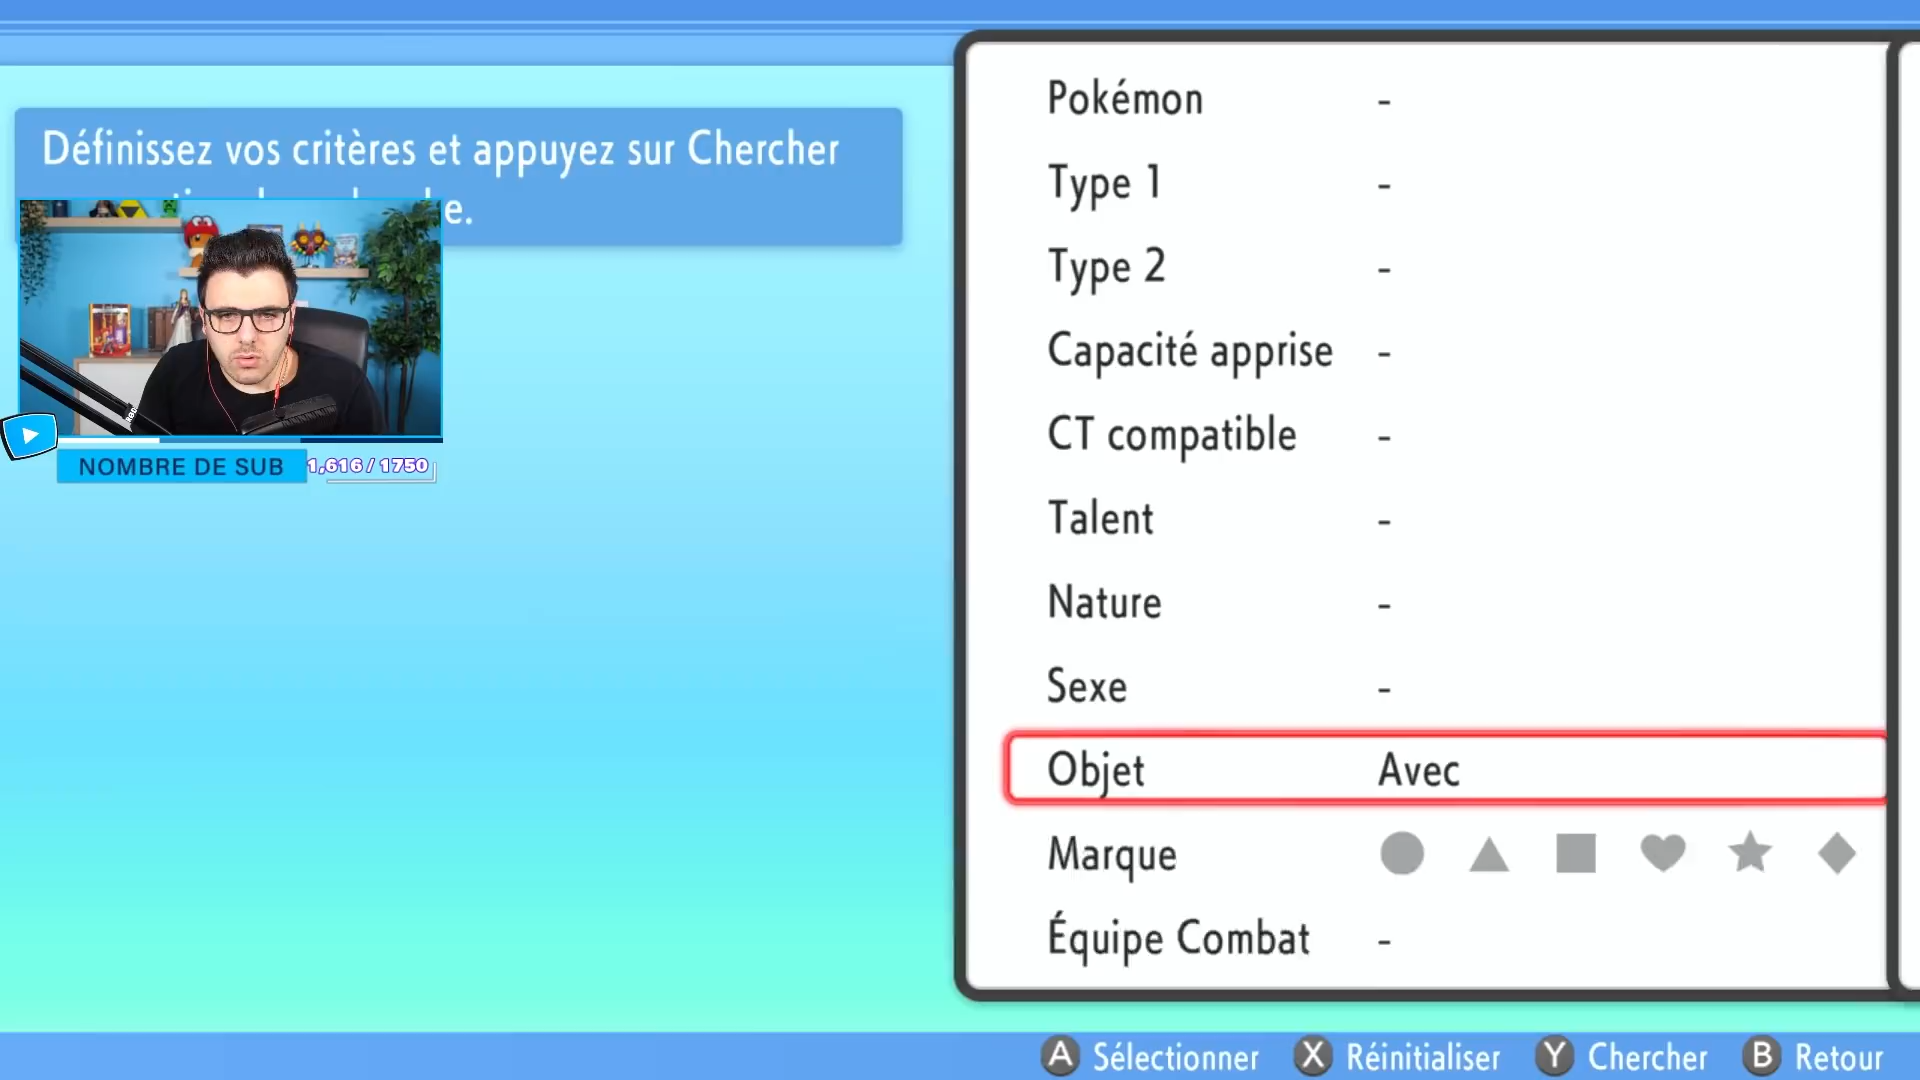 Définissez vos critères et appuyez sur Chercher
e.
NOMBRE DE SUB 1,616 / 1750
Pokémon -
Type 1 -
Type 2 -
Capacité apprise -
CT compatible -
Talent -
Nature -
Sexe -
Objet Avec
Marque
Équipe Combat -
A Sélectionner X Réinitialiser Y Chercher B Retour